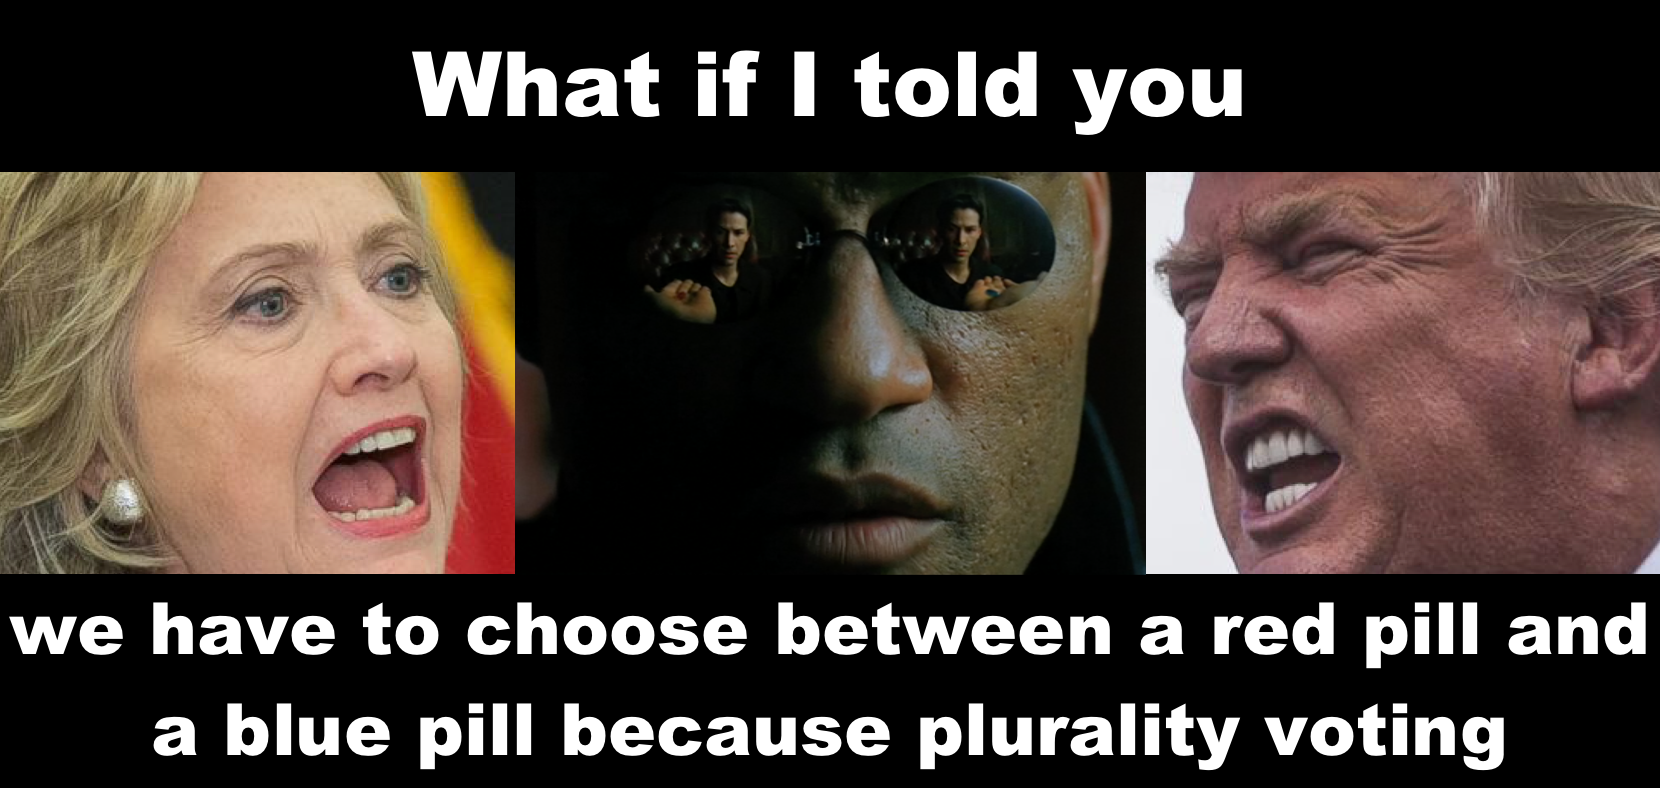 What if I told you
we have to choose between a red pill and
a blue pill because plurality voting